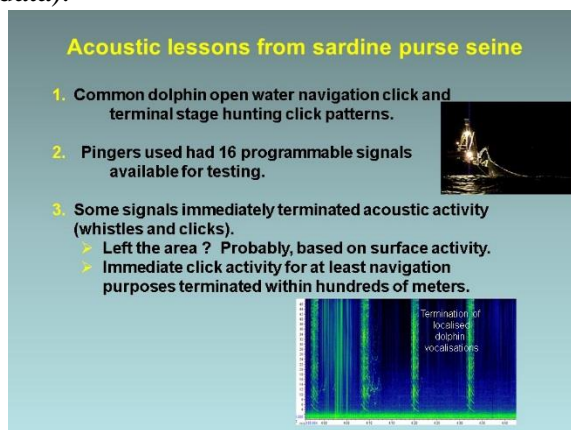 data).
Acoustic lessons from sardine purse seine
1. Common dolphin open water navigation click and
terminal stage hunting click patterns.
2. Pingers used had 16 programmable signals
available for testing.
3. Some signals immediately terminated acoustic activity
(whistles and clicks).
Left the area ? Probably, based on surface activity.
Immediate click activity for at least navigation
purposes terminated within hundreds of meters.
Termination of
localised
dolphin
vocalisations